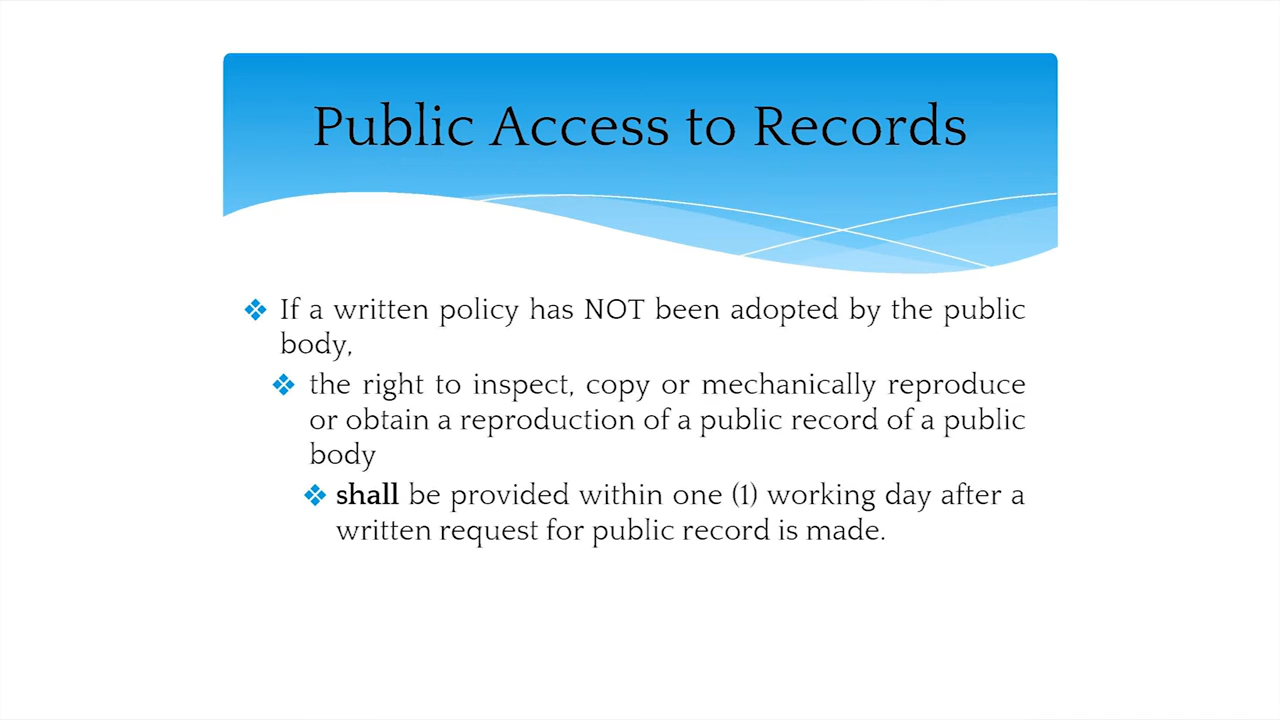 Public Access to Records
If a written policy has NOT been adopted by the public
body,
the right to inspect, copy or mechanically reproduce
or obtain a reproduction of a public record of a public
body
shall be provided within one (1) working day after a
written request for public record is made.